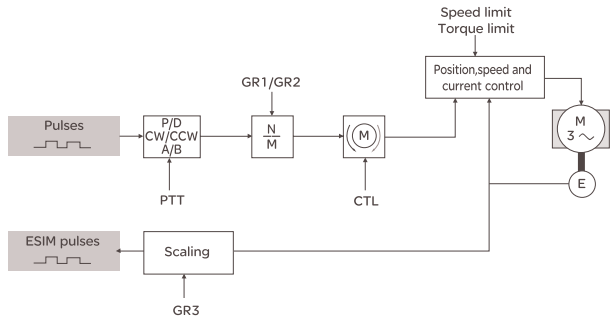 Speed limit
Torque limit
Position,speed and
current control
GR1/GR2
Pulses
P/D
CW/CCW
A/B
N
M
M
M
3 ~
PTT
CTL
E
ESIM pulses
Scaling
GR3